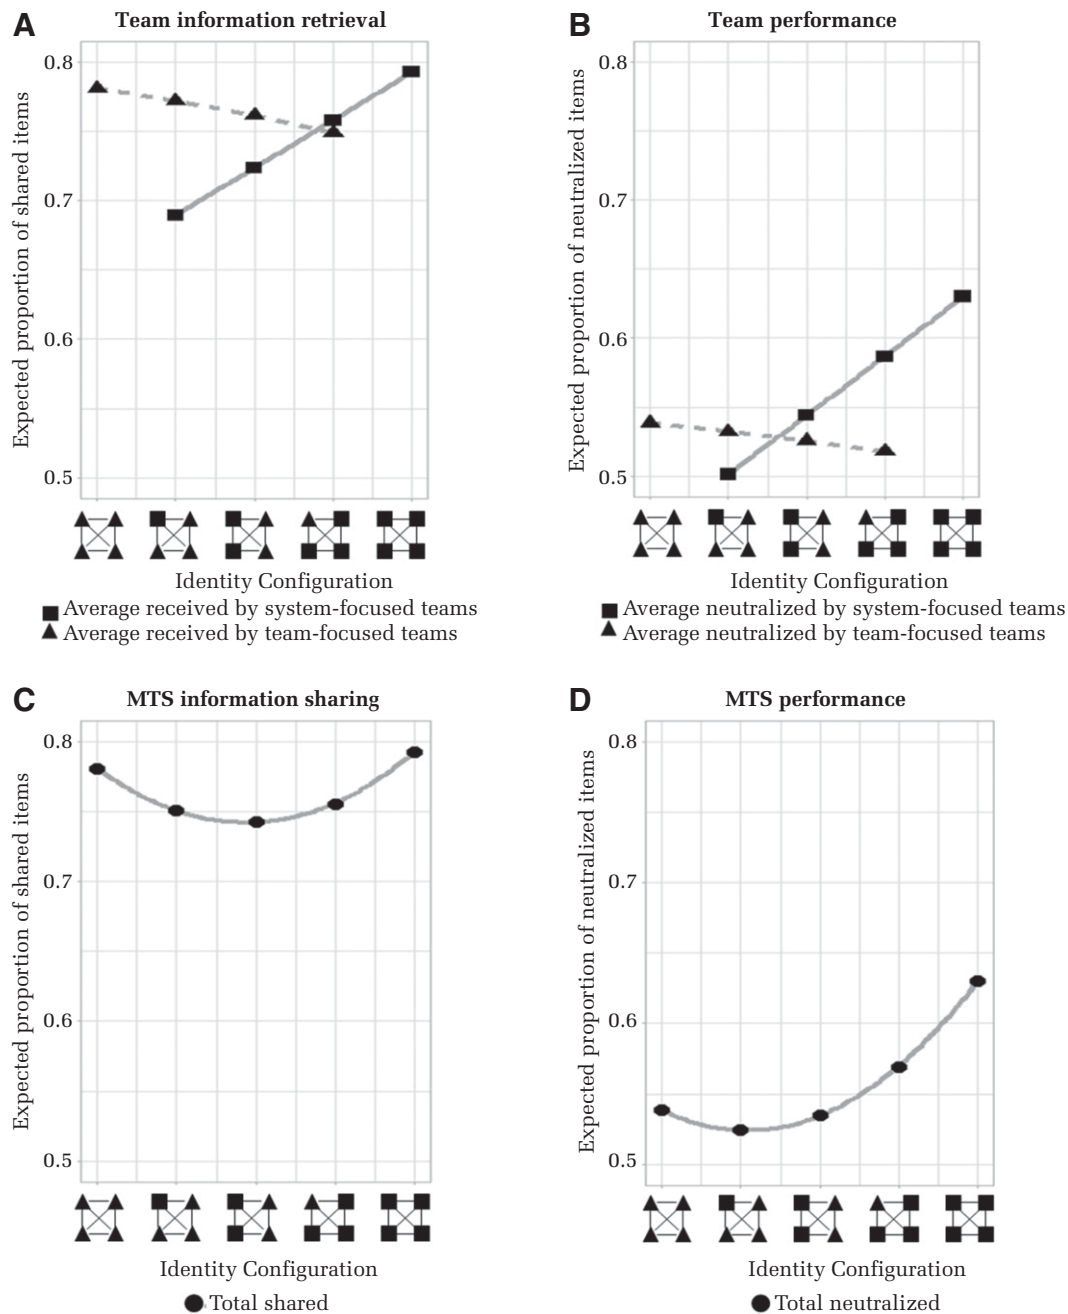 A
Team information retrieval
Expected proportion of shared items
0.8
0.7
0.6
0.5
Identity Configuration
Average received by system-focused teams
Average received by team-focused teams
B
Team performance
Expected proportion of neutralized items
0.8
0.7
0.6
0.5
Identity Configuration
Average neutralized by system-focused teams
Average neutralized by team-focused teams
C
MTS information sharing
Expected proportion of shared items
0.8
0.7
0.6
0.5
Identity Configuration
Total shared
D
MTS performance
Expected proportion of neutralized items
0.8
0.7
0.6
0.5
Identity Configuration
Total neutralized